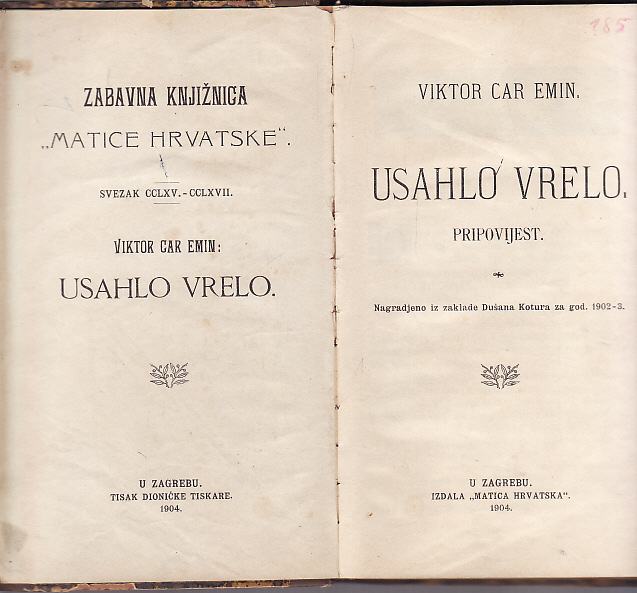 ZABAVNA KNJIŽNICA
„MATICE HRVATSKE“.
SVEZAK CCLXV.-CCLXVII.
VIKTOR CAR EMIN:
USAHLO VRELO.
U ZAGREBU.
TISAK DIONIČKE TISKARE.
1904.
185
VIKTOR CAR EMIN.
USAHLO VRELO.
PRIPOVIJEST.
Nagradjeno iz zaklade Dušana Kotura za god. 1902-3.
U ZAGREBU.
IZDALA „MATICA HRVATSKA“.
1904.